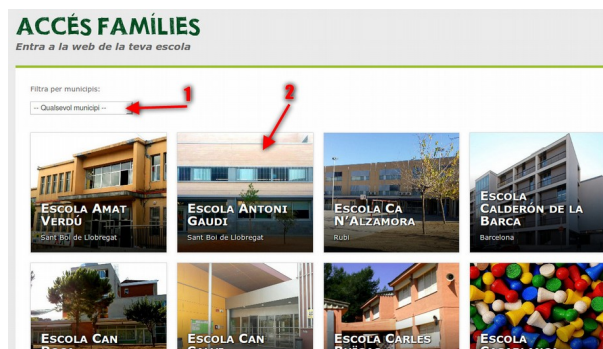 ACCÉS FAMÍLIES
Entra a la web de la teva escola
Filtra per municipis:
-- Qualsevol municipi --
1
2
ESCOLA AMAT
VERDÚ
Sant Boi de Llobregat
ESCOLA ANTONI
GAUDI
Sant Boi de Llobregat
ESCOLA CA
N'ALZAMORA
Rubí
ESCOLA
CALDERÓN DE LA
BARCA
Barcelona
ESCOLA CAN
ESCOLA CAN
ESCOLA CARLES
ESCOLA